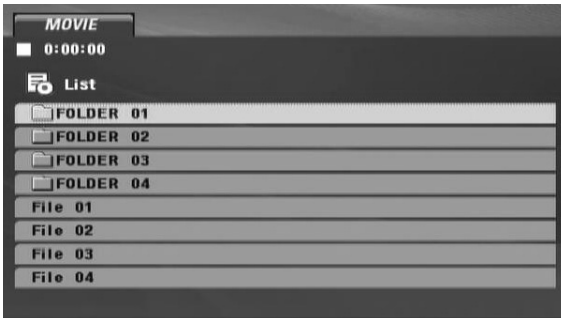 MOVIE
0:00:00
List
FOLDER 01
FOLDER 02
FOLDER 03
FOLDER 04
File 01
File 02
File 03
File 04